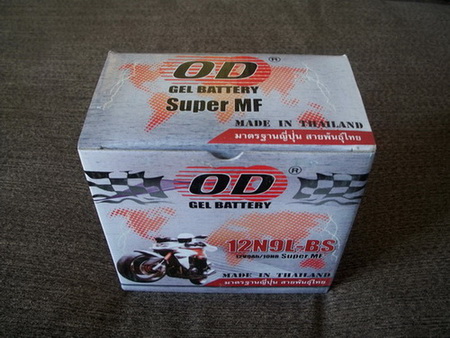 OD®
GEL BATTERY
Super MF
MADE IN THAILAND
มาตรฐานญี่ปุ่น สายพันธุ์ไทย
OD®
GEL BATTERY
12N9L-BS
12V9Ah/10HR Super MF
MADE IN THAILAND
มาตรฐานญี่ปุ่น สายพันธุ์ไทย